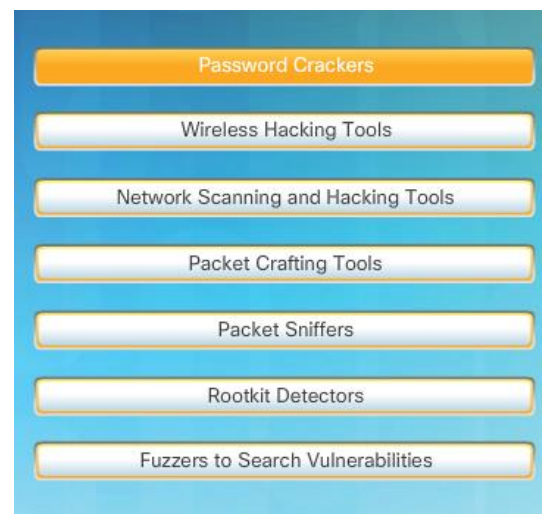 Password Crackers
Wireless Hacking Tools
Network Scanning and Hacking Tools
Packet Crafting Tools
Packet Sniffers
Rootkit Detectors
Fuzzers to Search Vulnerabilities